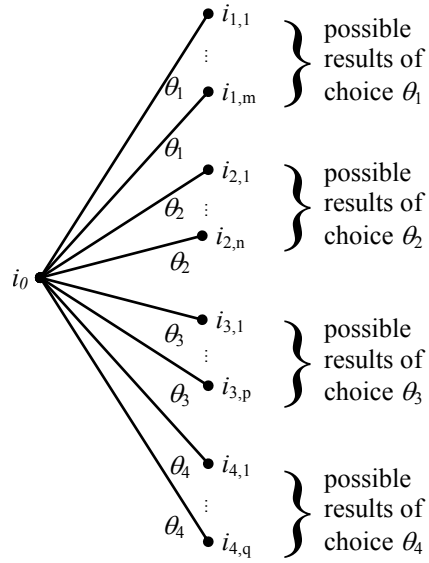 i₁,₁
⋮
possible
results of
choice θ₁
θ₁
i₁,ₘ
θ₁
i₂,₁
θ₂
⋮
possible
results of
choice θ₂
i₂,ₙ
θ₂
i₀
i₃,₁
θ₃
⋮
possible
results of
choice θ₃
θ₃
i₃,ₚ
θ₄
i₄,₁
⋮
possible
results of
choice θ₄
θ₄
i₄,q